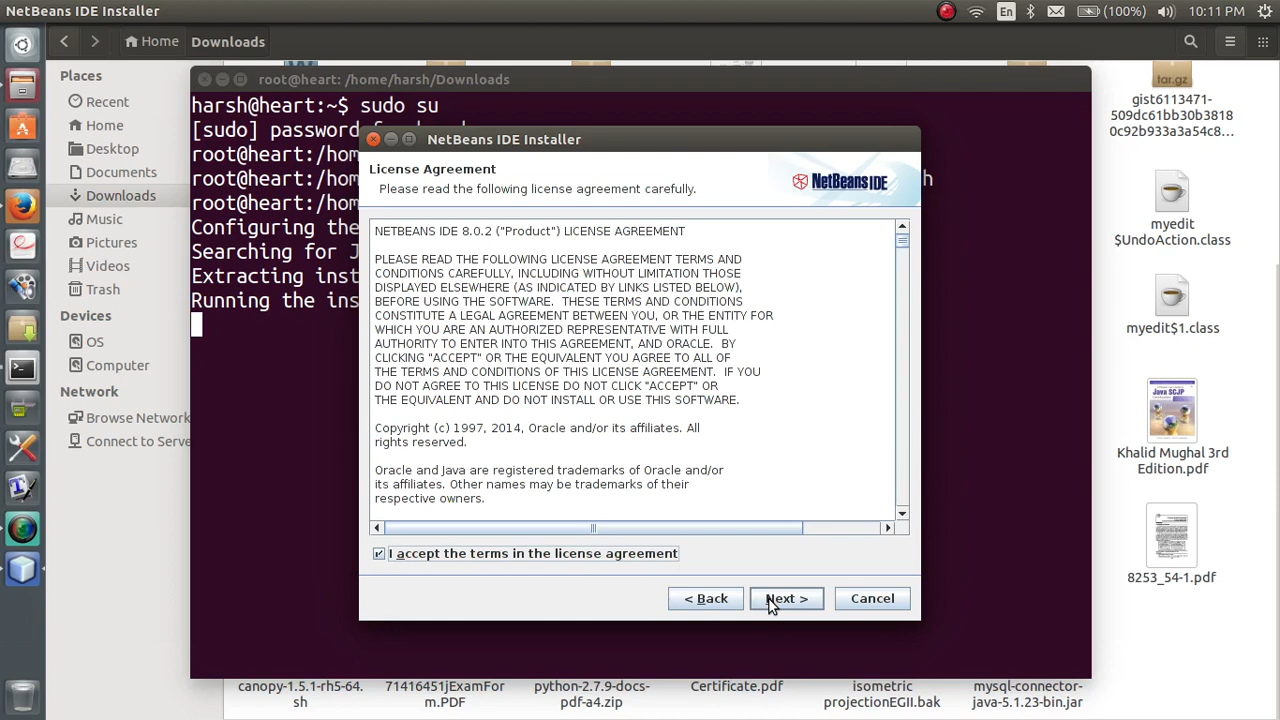 NetBeans IDE Installer
En
(100%)
10:11 PM
Home
Downloads
Places
Recent
Home
Desktop
Documents
Downloads
Music
Pictures
Videos
Trash
Devices
OS
Computer
Network
Browse Network
Connect to Serve
root@heart: /home/harsh/Downloads
harsh@heart:~$ sudo su
[sudo] password
root@heart:/hom
root@heart:/hom
h
root@heart:/hom
Configuring the
Searching for J
Extracting inst
Running the ins
NetBeans IDE Installer
License Agreement
Please read the following license agreement carefully.
NetBeans IDE
NETBEANS IDE 8.0.2 ("Product") LICENSE AGREEMENT
PLEASE READ THE FOLLOWING LICENSE AGREEMENT TERMS AND
CONDITIONS CAREFULLY, INCLUDING WITHOUT LIMITATION THOSE
DISPLAYED ELSEWHERE (AS INDICATED BY LINKS LISTED BELOW),
BEFORE USING THE SOFTWARE.  THESE TERMS AND CONDITIONS
CONSTITUTE A LEGAL AGREEMENT BETWEEN YOU, OR THE ENTITY FOR
WHICH YOU ARE AN AUTHORIZED REPRESENTATIVE WITH FULL
AUTHORITY TO ENTER INTO THIS AGREEMENT, AND ORACLE.  BY
CLICKING "ACCEPT" OR THE EQUIVALENT YOU AGREE TO ALL OF
THE TERMS AND CONDITIONS OF THIS LICENSE AGREEMENT.  IF YOU
DO NOT AGREE TO THIS LICENSE DO NOT CLICK "ACCEPT" OR
THE EQUIVALENT AND DO NOT INSTALL OR USE THIS SOFTWARE.
Copyright (c) 1997, 2014, Oracle and/or its affiliates. All
rights reserved.
Oracle and Java are registered trademarks of Oracle and/or
its affiliates. Other names may be trademarks of their
respective owners.
I accept the terms in the license agreement
< Back
Next >
Cancel
tar.gz
gist6113471-
509dc61bb30b3818
0c92b933a3a54c8...
myedit
$UndoAction.class
myedit$1.class
Java SCJP
Khalid Mughal 3rd
Edition.pdf
8253_54-1.pdf
canopy-1.5.1-rh5-64.
sh
71416451jExamFor
m.PDF
python-2.7.9-docs-
pdf-a4.zip
Certificate.pdf
isometric
projectionEGII.bak
mysql-connector-
java-5.1.23-bin.jar